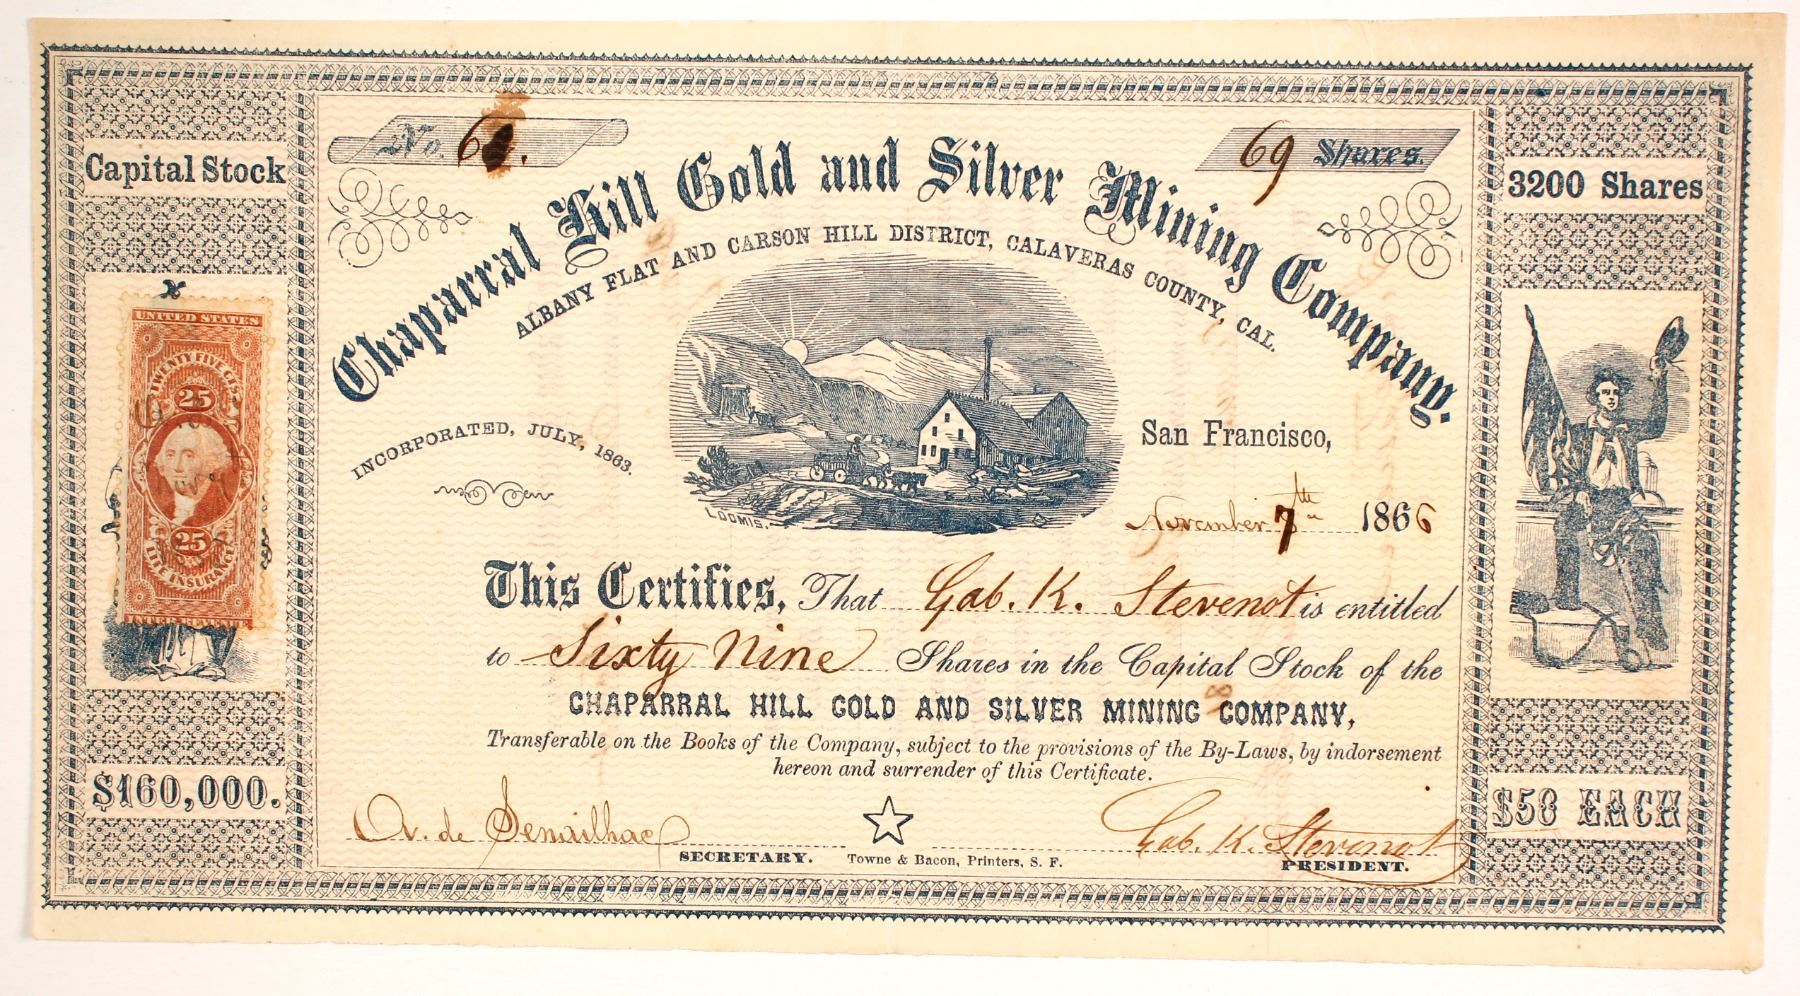 No. 6
69 Shares.
Capital Stock
3200 Shares
Chaparral Hill Gold and Silver Mining Company.
ALBANY FLAT AND CARSON HILL DISTRICT, CALAVERAS COUNTY, CAL.
UNITED STATES
TWENTY FIVE CTS
25
25
LIFE INSURANCE
INTER. REVENUE
INCORPORATED, JULY, 1863.
LOOMIS.
San Francisco,
November 7th 1866
This Certifies, That Gab. K. Stevenot is entitled
to Sixty Nine Shares in the Capital Stock of the
CHAPARRAL HILL GOLD AND SILVER MINING COMPANY,
Transferable on the Books of the Company, subject to the provisions of the By-Laws, by indorsement
hereon and surrender of this Certificate.
$160,000.
$50 EACH
A. de Senailhac
SECRETARY.
Towne & Bacon, Printers, S. F.
Gab. K. Stevenot
PRESIDENT.